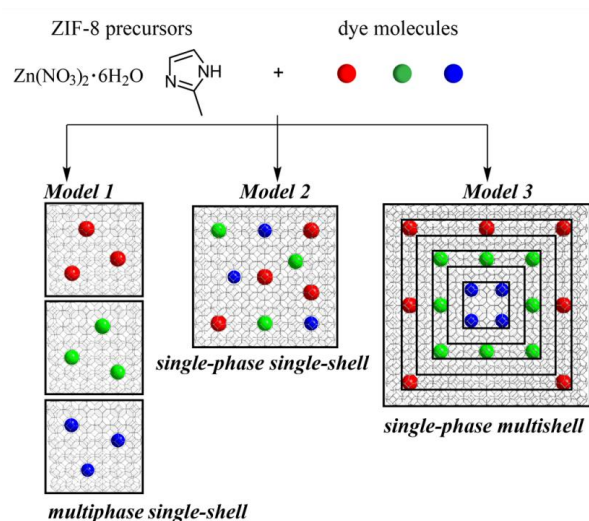 ZIF-8 precursors
dye molecules
Zn(NO₃)₂·6H₂O
N
NH
+
Model 1
Model 2
Model 3
single-phase single-shell
single-phase multishell
multiphase single-shell